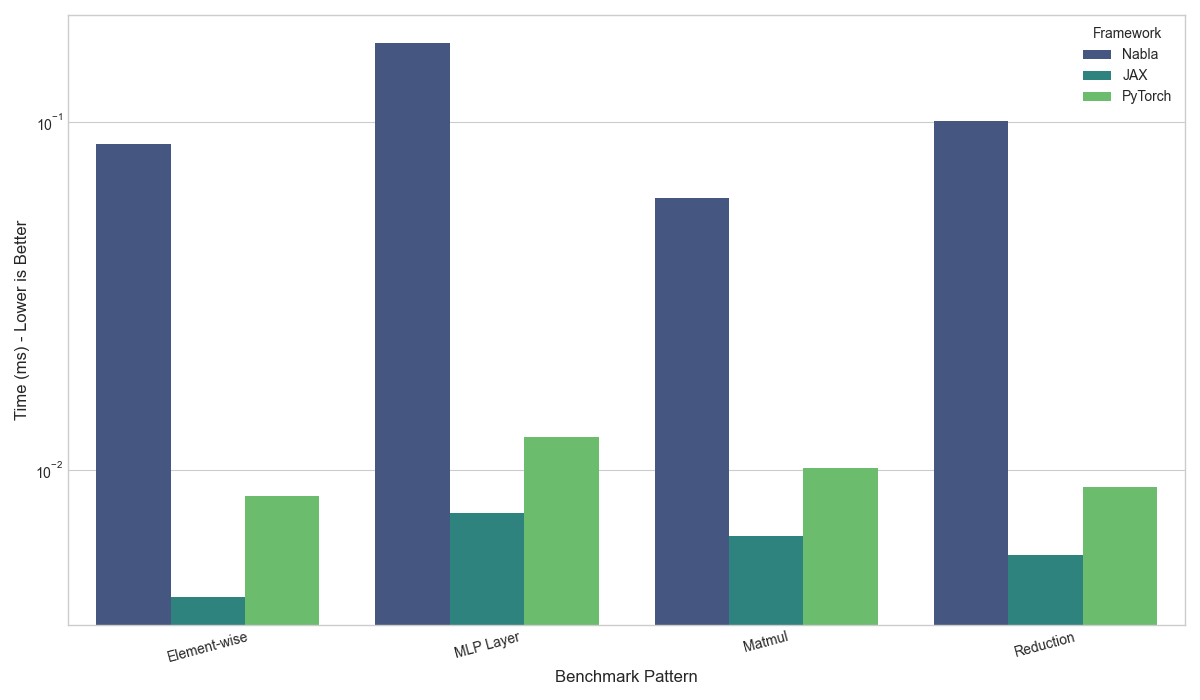 Framework
Nabla
JAX
PyTorch
10⁻¹
10⁻²
Time (ms) - Lower is Better
Element-wise
MLP Layer
Matmul
Reduction
Benchmark Pattern